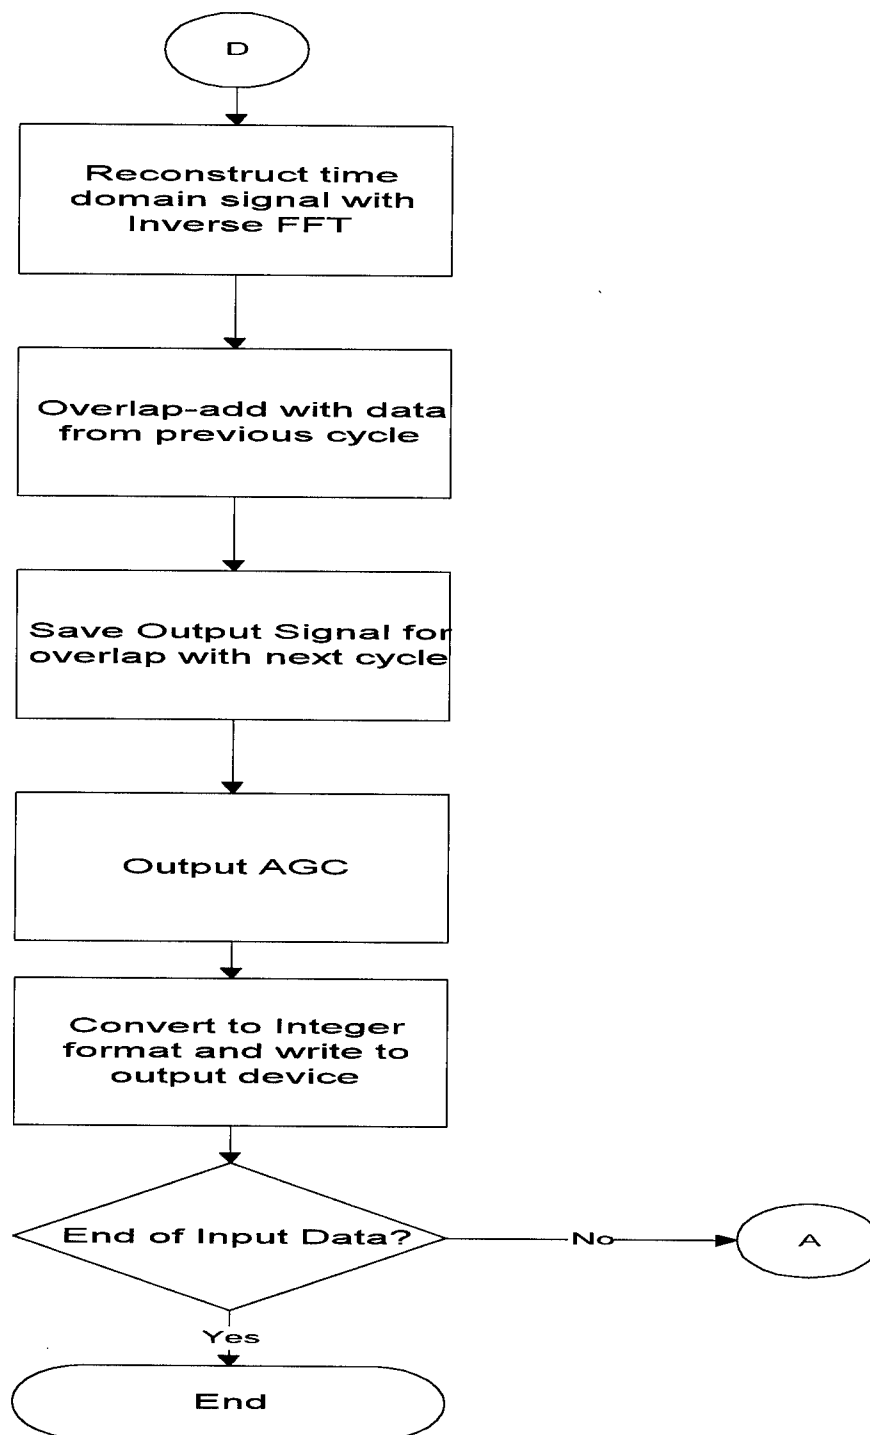 D
Reconstruct time
domain signal with
Inverse FFT
Overlap-add with data
from previous cycle
Save Output Signal for
overlap with next cycle
Output AGC
Convert to Integer
format and write to
output device
End of Input Data?
No
A
Yes
End